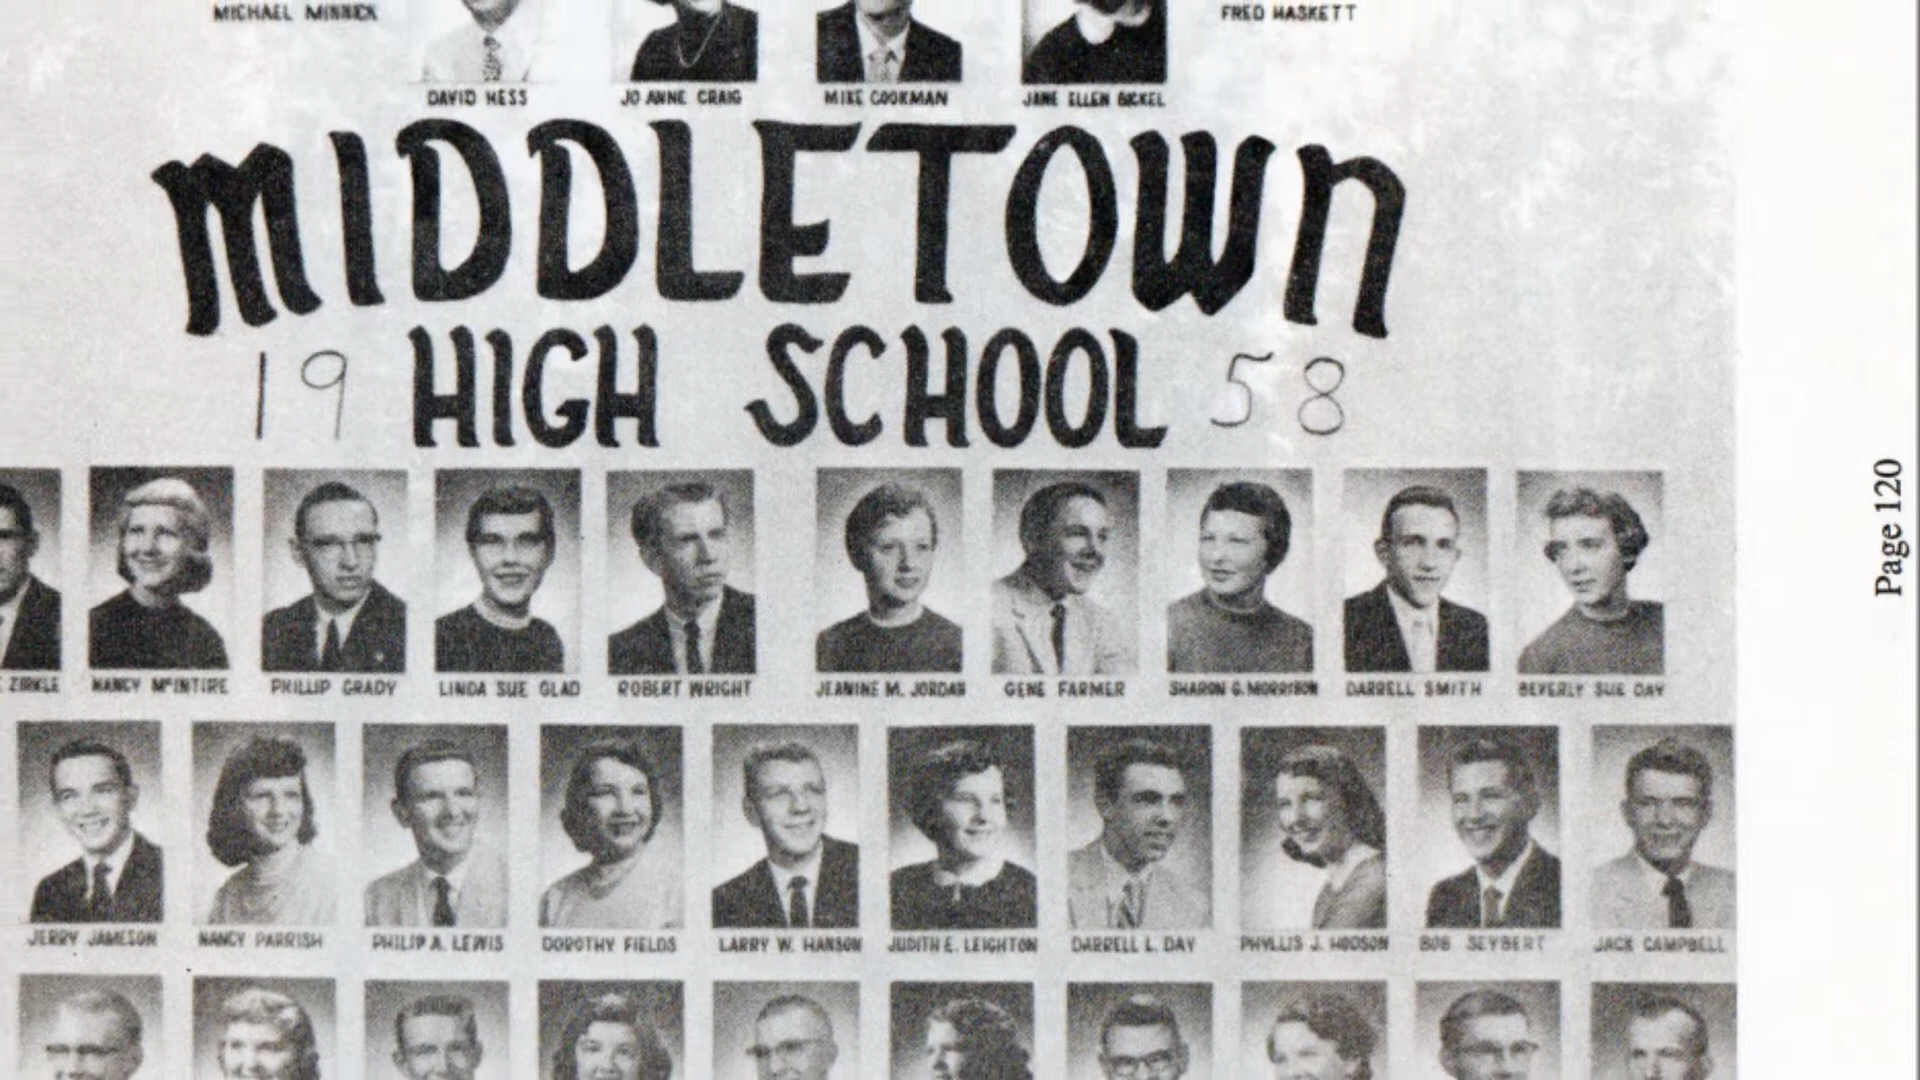 MICHAEL MINNICK
FRED HASKETT
DAVID HESS
JO ANNE CRAIG
MIKE COOKMAN
JANE ELLEN BICKEL
MIDDLETOWN
19 HIGH SCHOOL 58
ZIRKLE
NANCY McINTIRE
PHILLIP GRADY
LINDA SUE GLAD
ROBERT WRIGHT
JEANINE M. JORDAN
GENE FARMER
SHARON G. MORRISON
DARRELL SMITH
BEVERLY SUE DAY
JERRY JAMESON
NANCY PARRISH
PHILIP A. LEWIS
DOROTHY FIELDS
LARRY W. HANSON
JUDITH E. LEIGHTON
DARRELL L. DAY
PHYLLIS J. HODSON
BOB SEYBERT
JACK CAMPBELL
Page 120